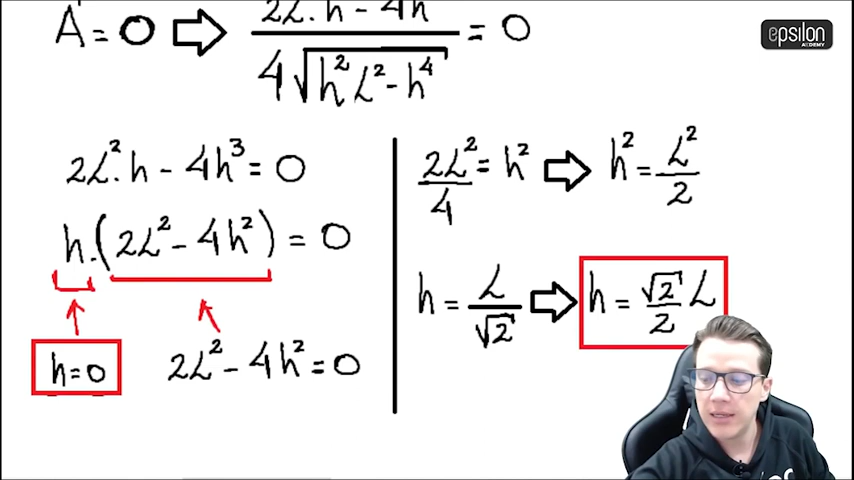 A' = 0 ⇨ (2L².h - 4h³)/(4√(h²L² - h⁴)) = 0
epsilon
ACADEMY
2L².h - 4h³ = 0
h.(2L² - 4h²) = 0
h=0
2L² - 4h² = 0
2L²/4 = h² ⇨ h² = L²/2
h = L/√2 ⇨ h = √2/2 L